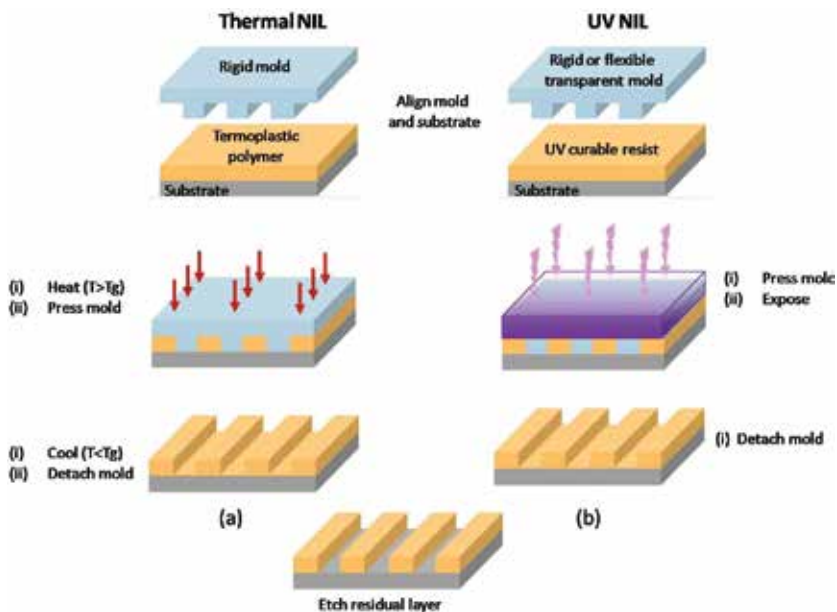 Thermal NIL
UV NIL
Rigid mold
Rigid or flexible
transparent mold
Align mold
and substrate
Termoplastic
polymer
UV curable resist
Substrate
(i) Heat (T>Tg)
(ii) Press mold
(i) Press molc
(ii) Expose
(i) Cool (T<Tg)
(ii) Detach mold
(i) Detach mold
(a)
(b)
Etch residual layer